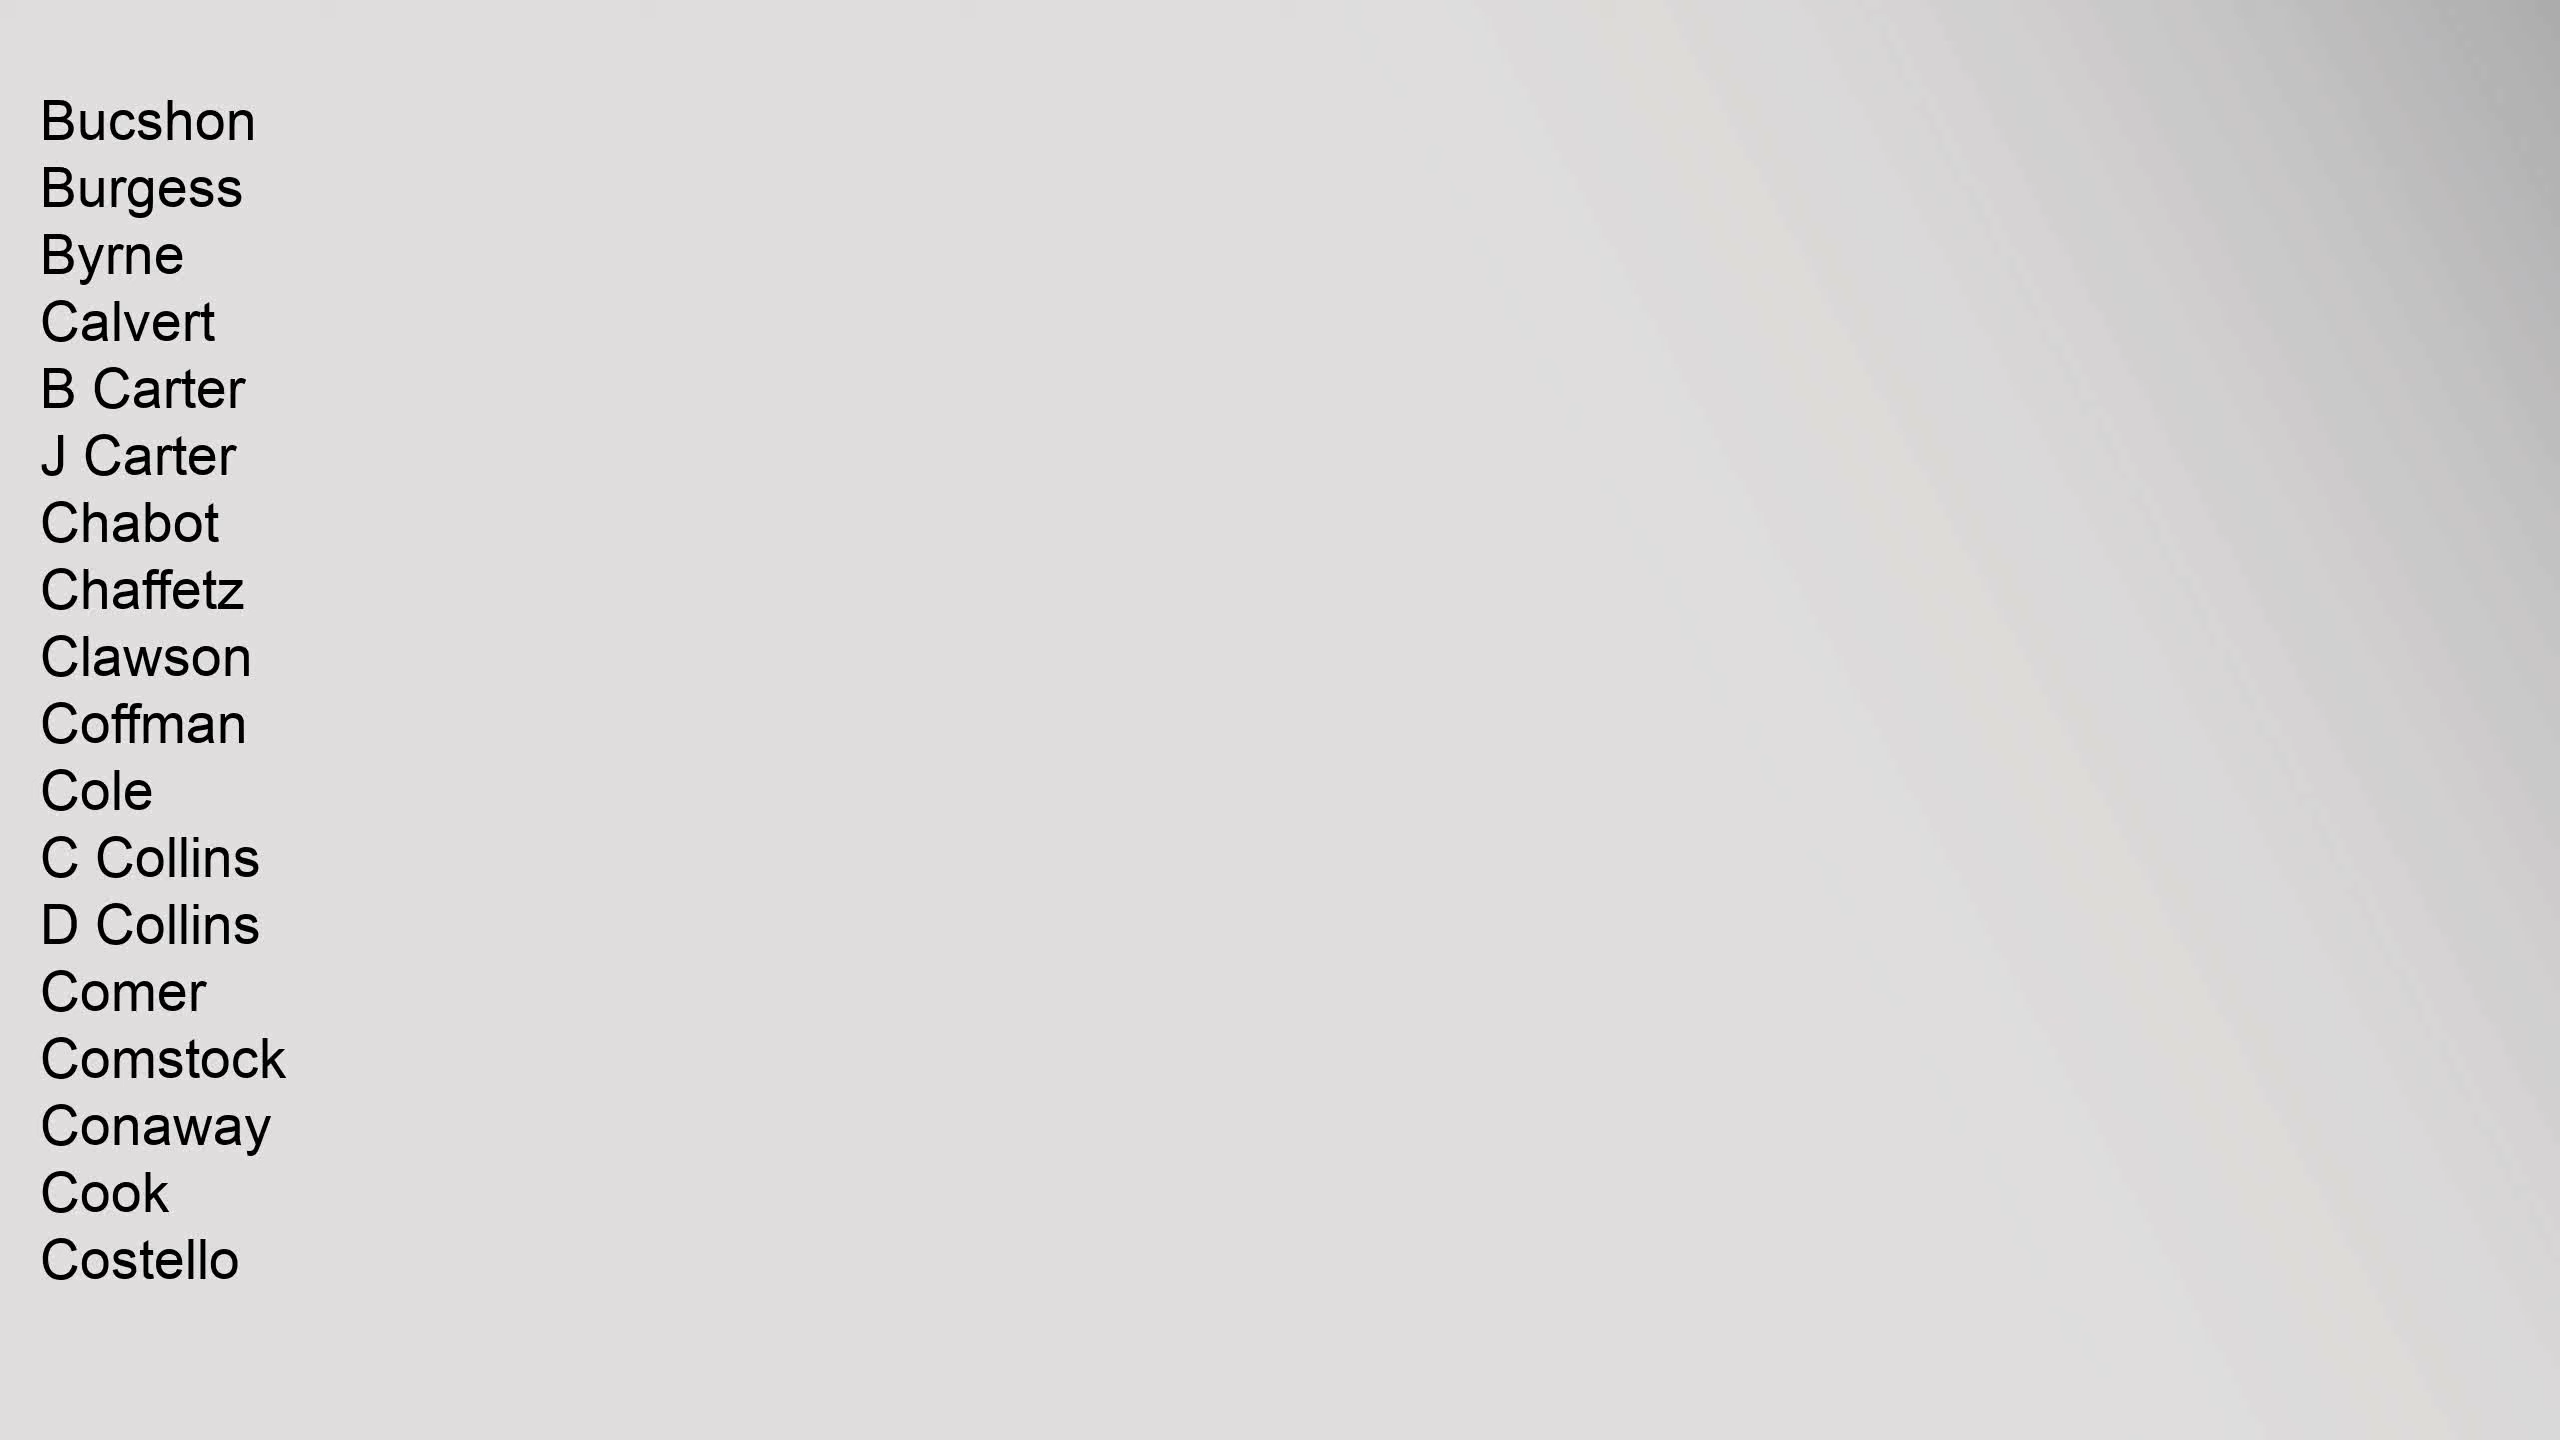 Bucshon
Burgess
Byrne
Calvert
B Carter
J Carter
Chabot
Chaffetz
Clawson
Coffman
Cole
C Collins
D Collins
Comer
Comstock
Conaway
Cook
Costello